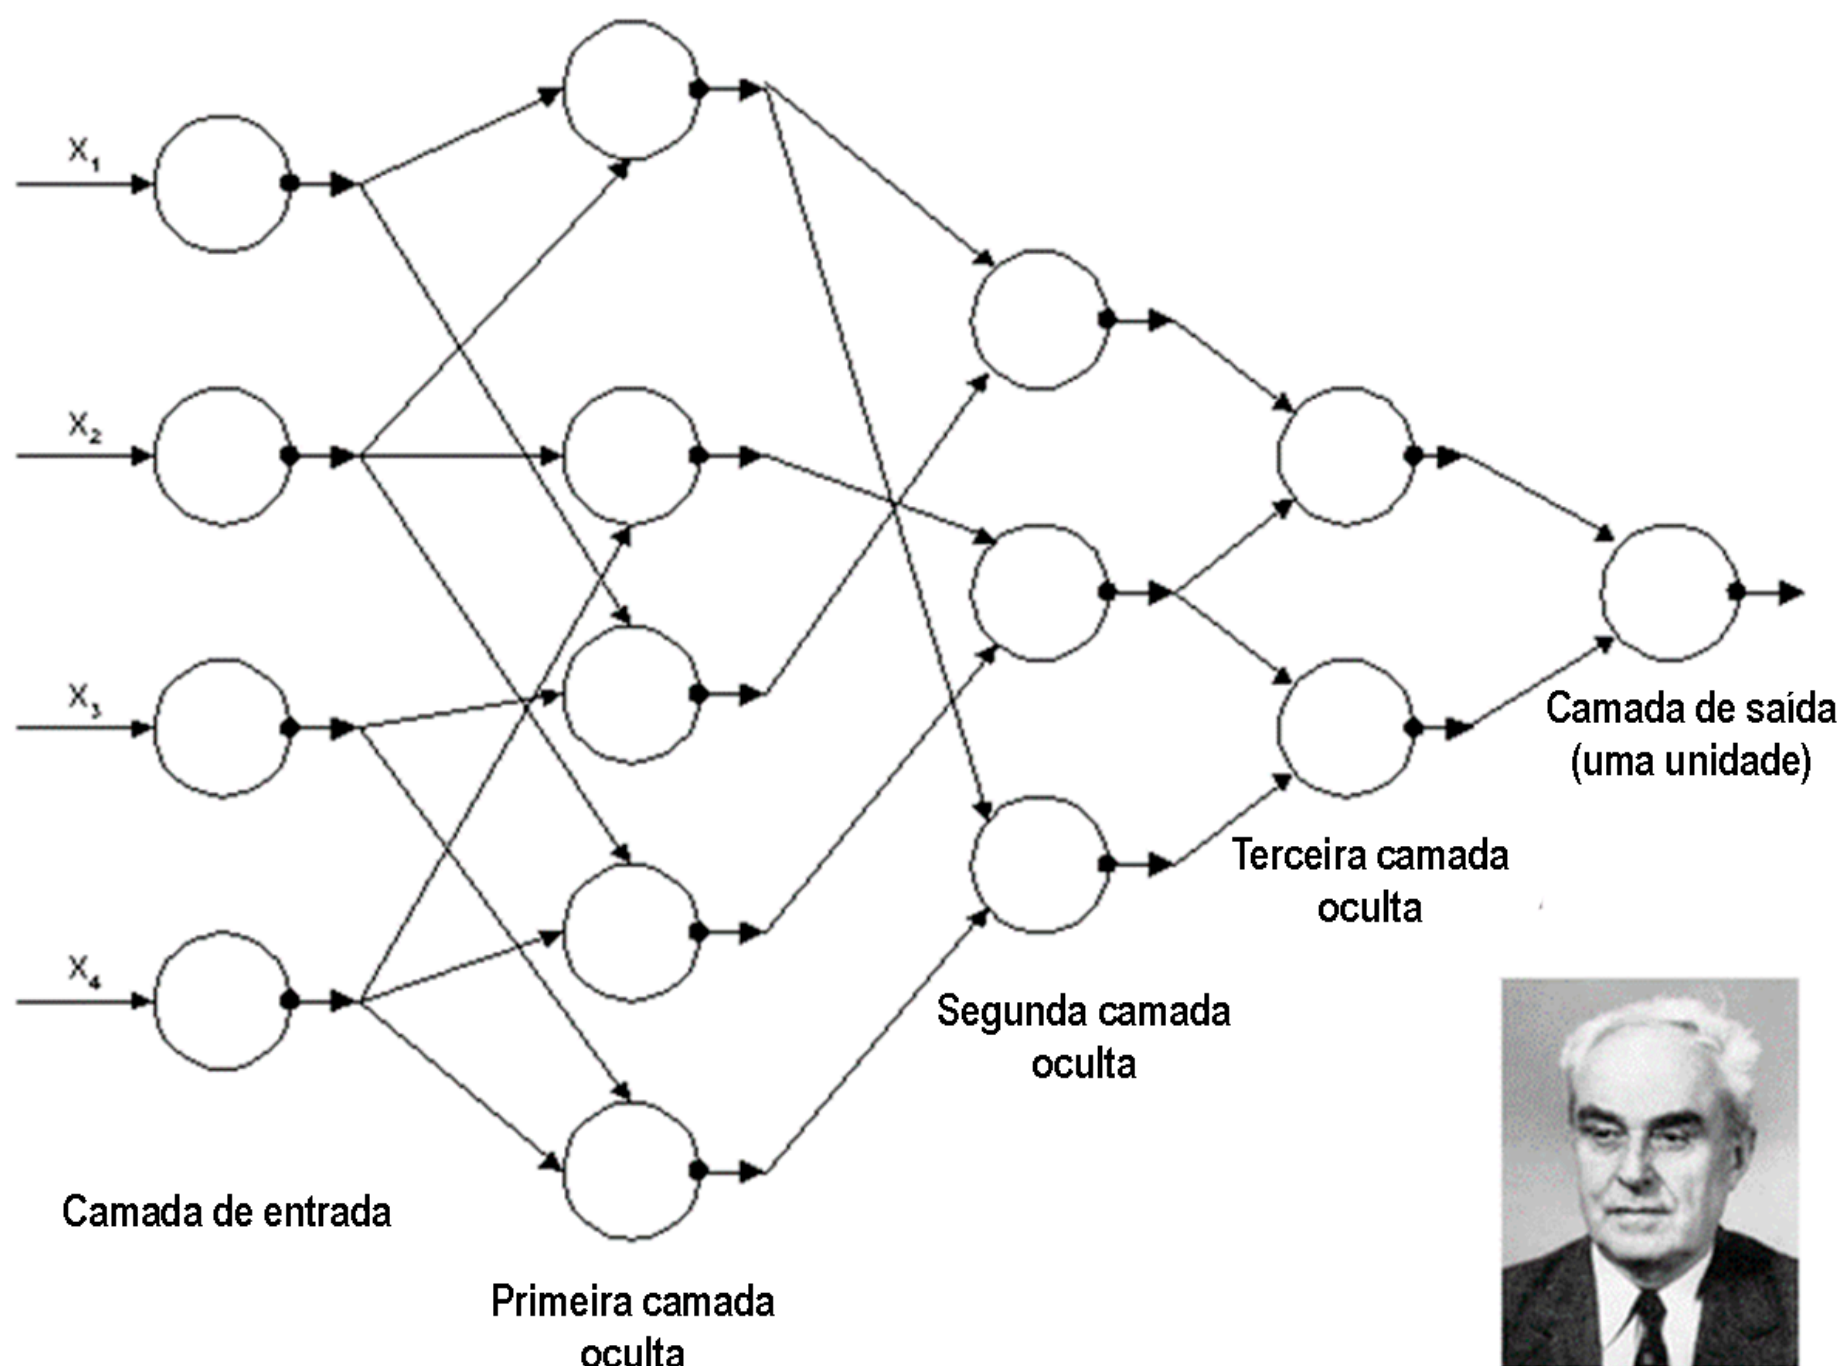 X1
X2
X3
X4
Camada de entrada
Primeira camada
oculta
Segunda camada
oculta
Terceira camada
oculta
Camada de saída
(uma unidade)